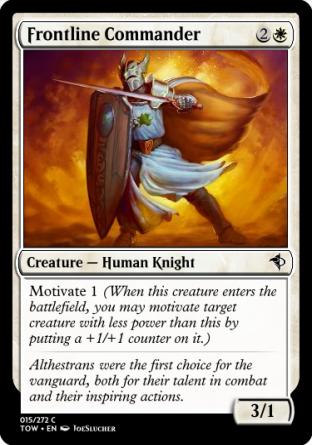 Frontline Commander 2
Creature — Human Knight
Motivate 1 (When this creature enters the
battlefield, you may motivate target
creature with less power than this by
putting a +1/+1 counter on it.)
Althestrans were the first choice for the
vanguard, both for their talent in combat
and their inspiring actions.
3/1
015/272 C
TOW • EN JOESLUCHER